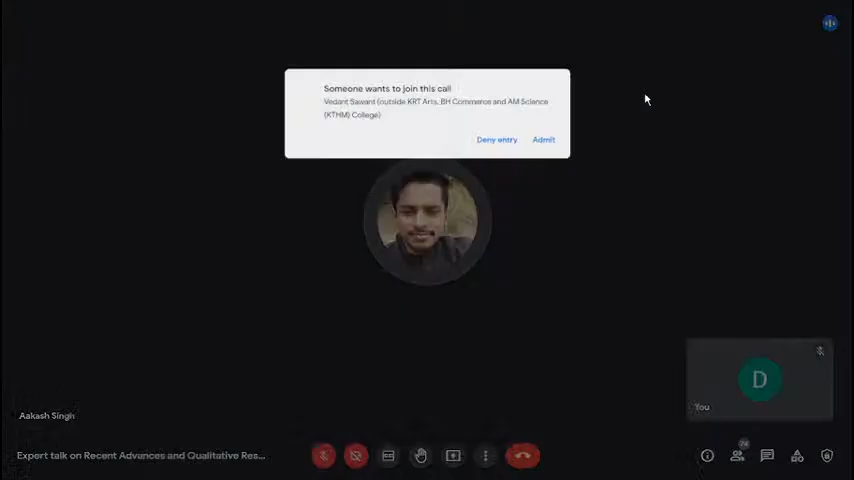 Someone wants to join this call
Vedant Sawant (outside KRT Arts, BH Commerce and AM Science
(KTHM) College)
Deny entry Admit
D
You
Aakash Singh
Expert talk on Recent Advances and Qualitative Res...
24